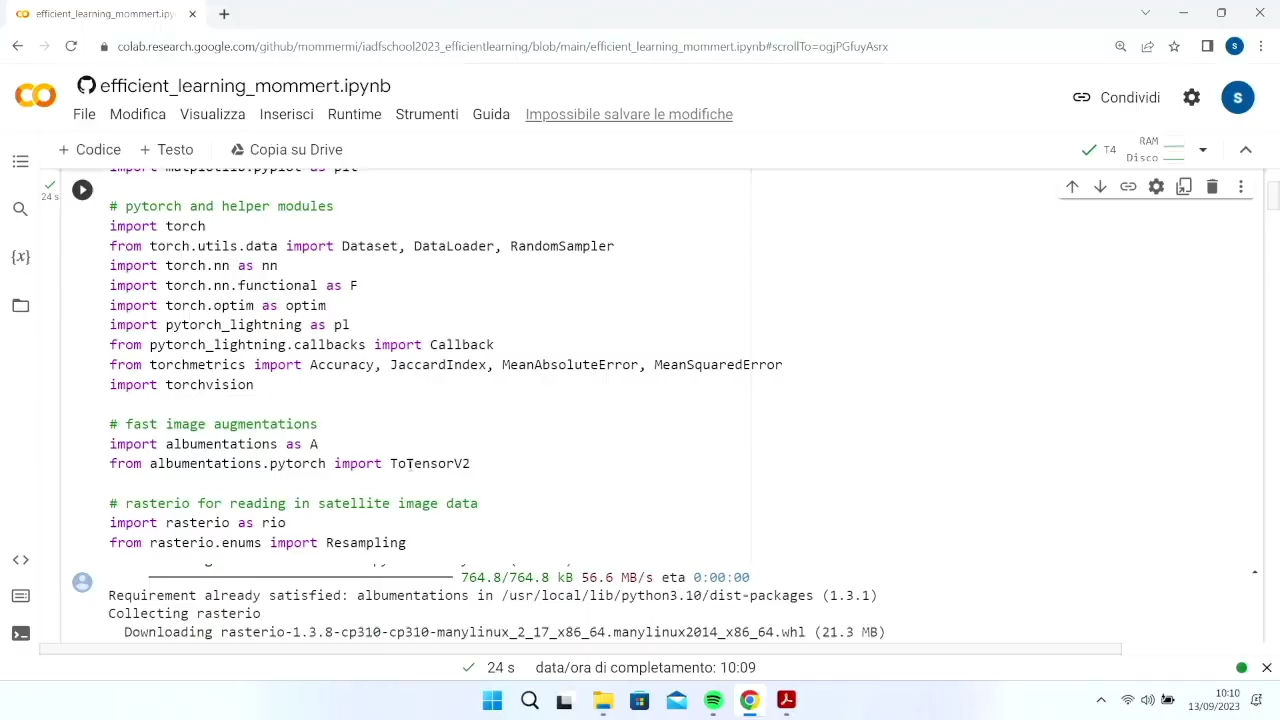 efficient_learning_mommert.ipy
colab.research.google.com/github/mommermi/iadfschool2023_efficientlearning/blob/main/efficient_learning_mommert.ipynb#scrollTo=ogjPGfuyAsrx
S
efficient_learning_mommert.ipynb
File Modifica Visualizza Inserisci Runtime Strumenti Guida Impossibile salvare le modifiche
Condividi
S
+ Codice + Testo Copia su Drive
T4
RAM
Disco
24 s
import matplotlib.pyplot as plt
# pytorch and helper modules
import torch
from torch.utils.data import Dataset, DataLoader, RandomSampler
import torch.nn as nn
import torch.nn.functional as F
import torch.optim as optim
import pytorch_lightning as pl
from pytorch_lightning.callbacks import Callback
from torchmetrics import Accuracy, JaccardIndex, MeanAbsoluteError, MeanSquaredError
import torchvision
# fast image augmentations
import albumentations as A
from albumentations.pytorch import ToTensorV2
# rasterio for reading in satellite image data
import rasterio as rio
from rasterio.enums import Resampling
764.8/764.8 kB 56.6 MB/s eta 0:00:00
Requirement already satisfied: albumentations in /usr/local/lib/python3.10/dist-packages (1.3.1)
Collecting rasterio
Downloading rasterio-1.3.8-cp310-cp310-manylinux_2_17_x86_64.manylinux2014_x86_64.whl (21.3 MB)
24 s data/ora di completamento: 10:09
10:10
13/09/2023